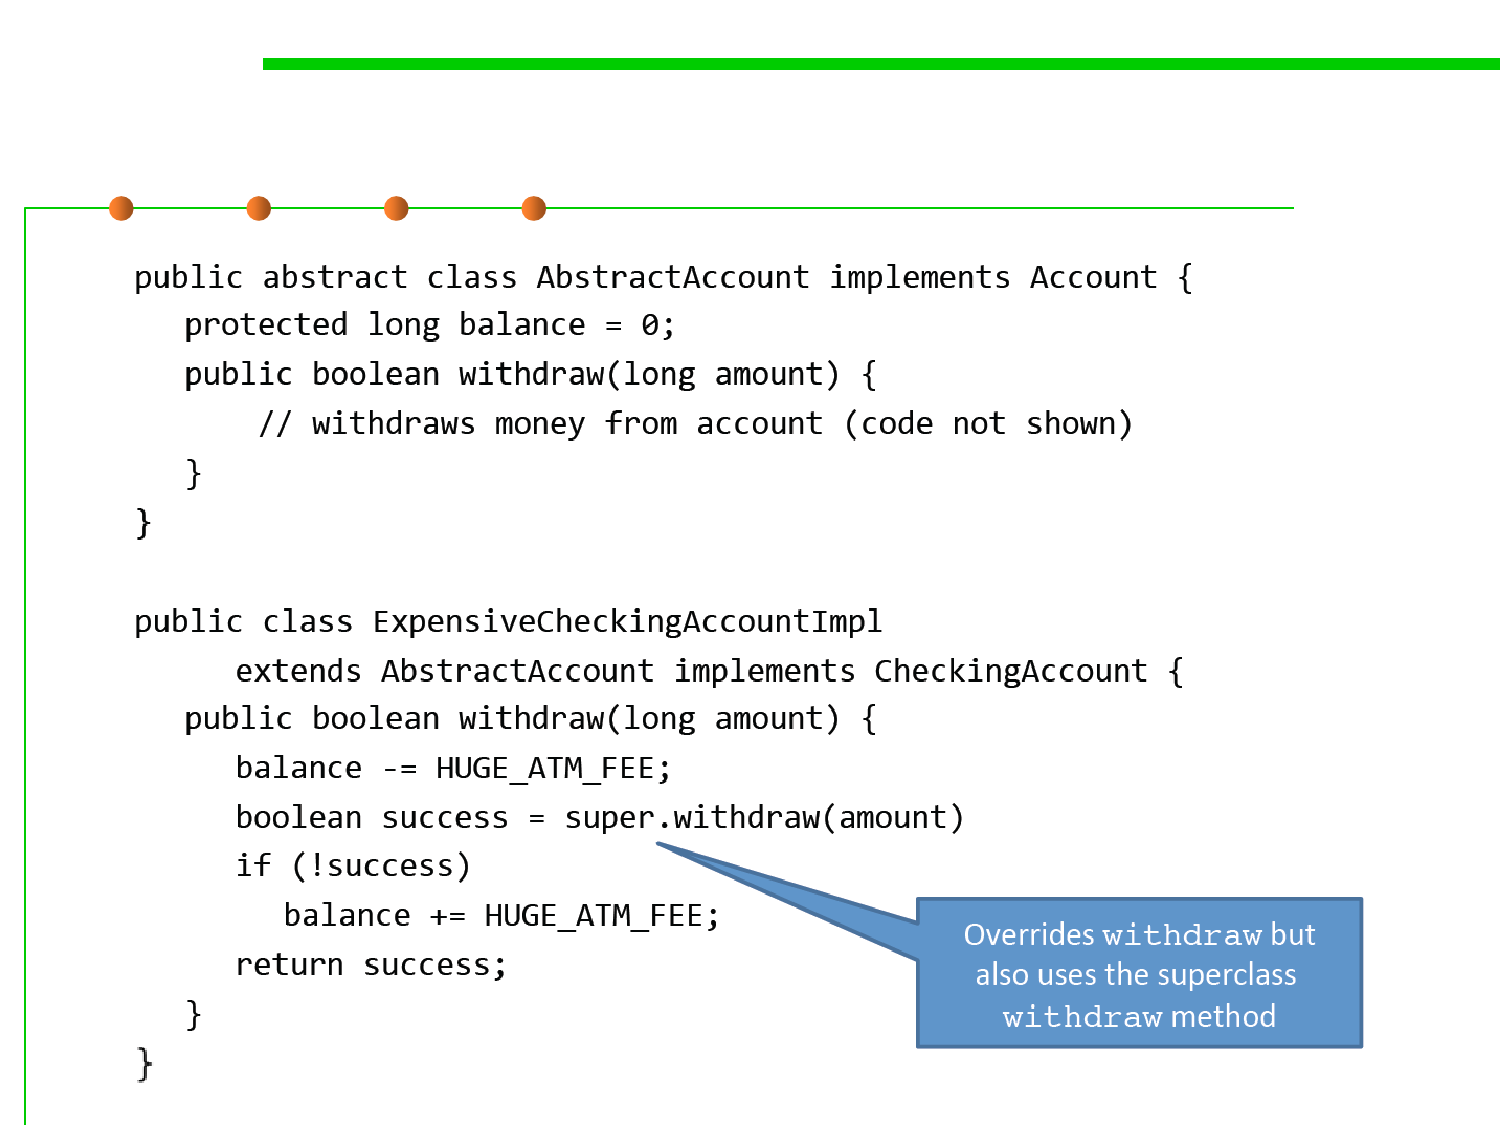 public abstract class AbstractAccount implements Account {
protected long balance = 0;
public boolean withdraw(long amount) {
// withdraws money from account (code not shown)
}
}
public class ExpensiveCheckingAccountImpl
extends AbstractAccount implements CheckingAccount {
public boolean withdraw(long amount) {
balance -= HUGE_ATM_FEE;
boolean success = super.withdraw(amount)
if (!success)
balance += HUGE_ATM_FEE;
return success;
}
}
Overrides withdraw but
also uses the superclass
withdraw method